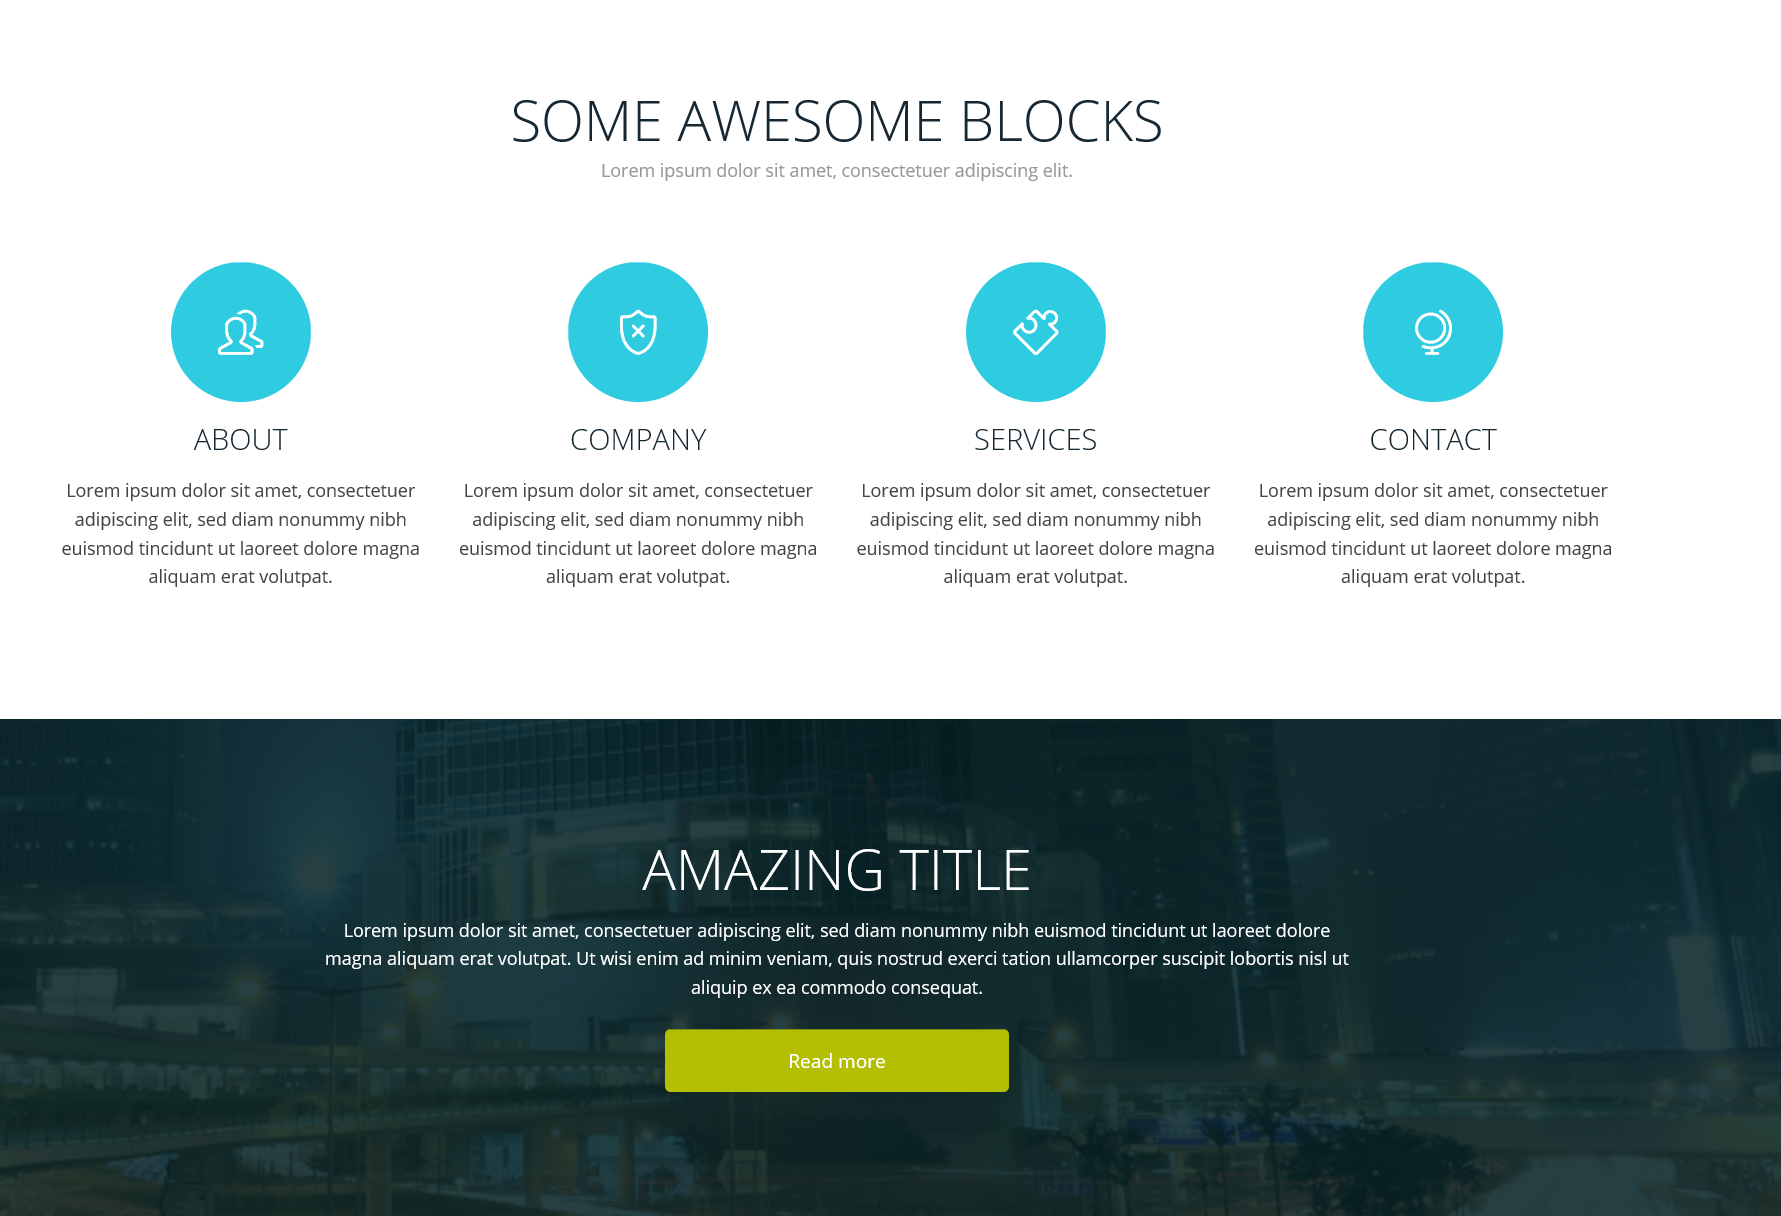 SOME AWESOME BLOCKS
Lorem ipsum dolor sit amet, consectetuer adipiscing elit.
ABOUT
Lorem ipsum dolor sit amet, consectetuer
adipiscing elit, sed diam nonummy nibh
euismod tincidunt ut laoreet dolore magna
aliquam erat volutpat.
COMPANY
Lorem ipsum dolor sit amet, consectetuer
adipiscing elit, sed diam nonummy nibh
euismod tincidunt ut laoreet dolore magna
aliquam erat volutpat.
SERVICES
Lorem ipsum dolor sit amet, consectetuer
adipiscing elit, sed diam nonummy nibh
euismod tincidunt ut laoreet dolore magna
aliquam erat volutpat.
CONTACT
Lorem ipsum dolor sit amet, consectetuer
adipiscing elit, sed diam nonummy nibh
euismod tincidunt ut laoreet dolore magna
aliquam erat volutpat.
AMAZING TITLE
Lorem ipsum dolor sit amet, consectetuer adipiscing elit, sed diam nonummy nibh euismod tincidunt ut laoreet dolore
magna aliquam erat volutpat. Ut wisi enim ad minim veniam, quis nostrud exerci tation ullamcorper suscipit lobortis nisl ut
aliquip ex ea commodo consequat.
Read more